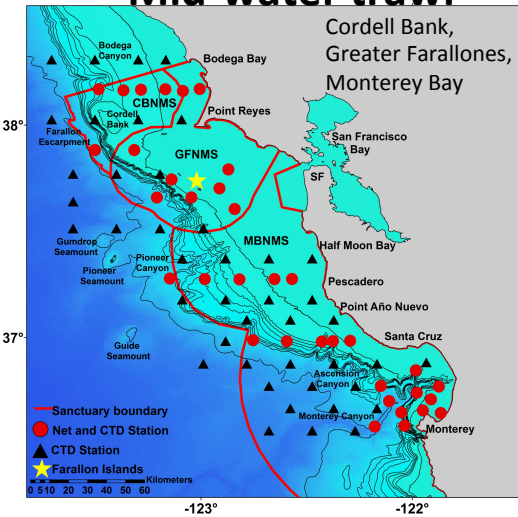 Mid-water trawl
Cordell Bank,
Greater Farallones,
Monterey Bay
Bodega
Canyon
Bodega Bay
CBNMS
Cordell
Bank
Point Reyes
38°
Farallon
Escarpment
San Francisco
Bay
GFNMS
SF
MBNMS
Half Moon Bay
Gumdrop
Seamount
Pioneer
Canyon
Pioneer
Seamount
Pescadero
Point Año Nuevo
37°
Santa Cruz
Guide
Seamount
Ascension
Canyon
Monterey Canyon
Monterey
Sanctuary boundary
Net and CTD Station
CTD Station
Farallon Islands
Kilometers
0 5 10 20 30 40 50 60
-123°
-122°